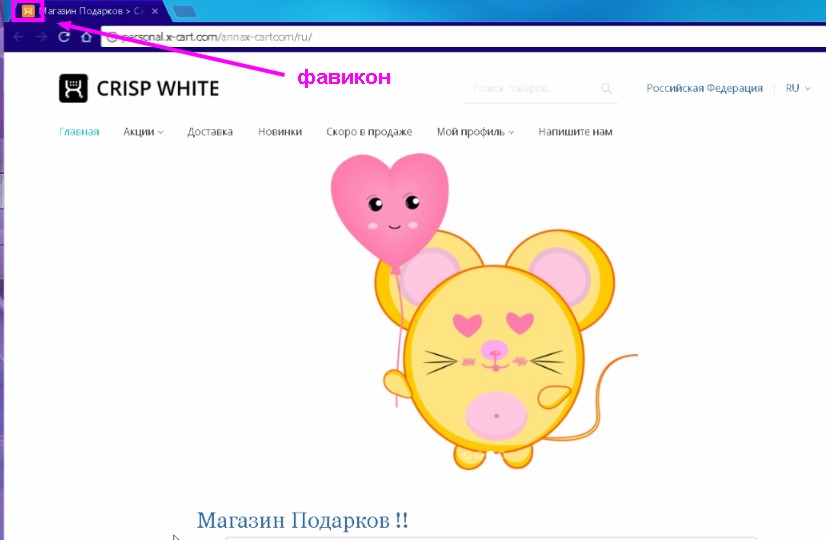 Магазин Подарков > Са
personal.x-cart.com/annax-cartcom/ru/
фавикон
CRISP WHITE
Поиск товаров...
Российская Федерация
RU
Главная
Акции
Доставка
Новинки
Скоро в продаже
Мой профиль
Напишите нам
Магазин Подарков !!